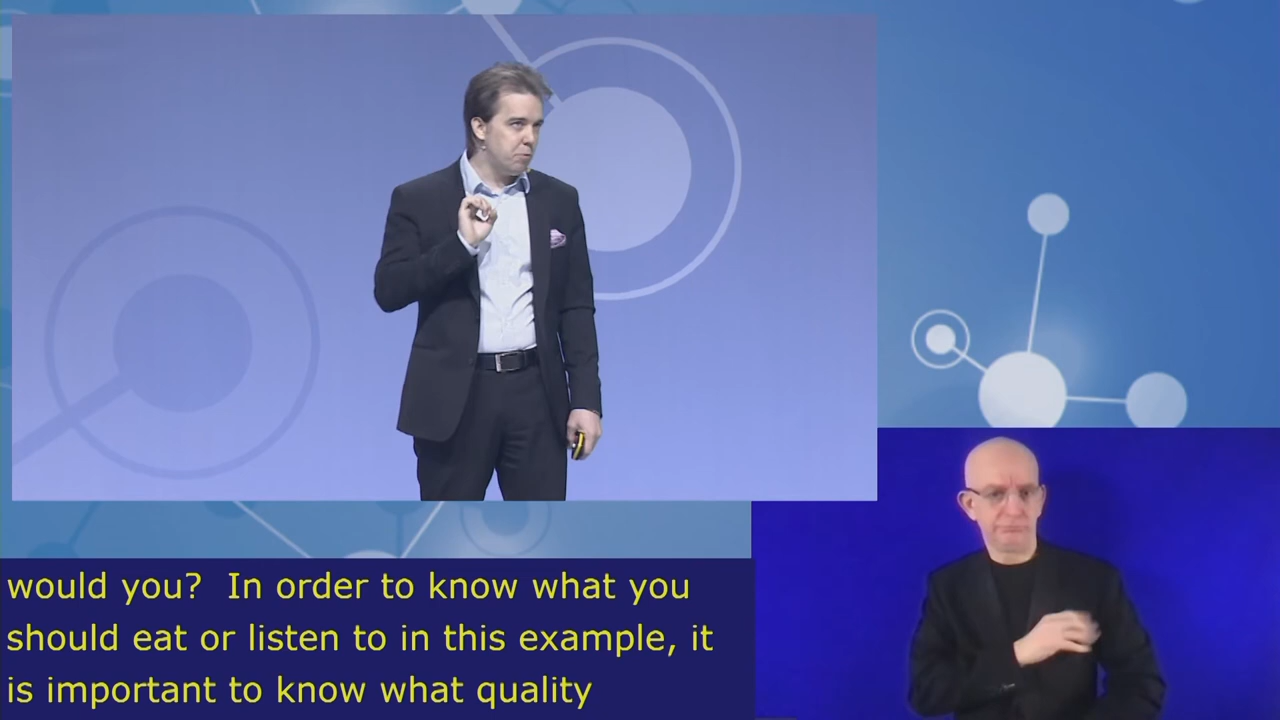 would you?  In order to know what you
should eat or listen to in this example, it
is important to know what quality